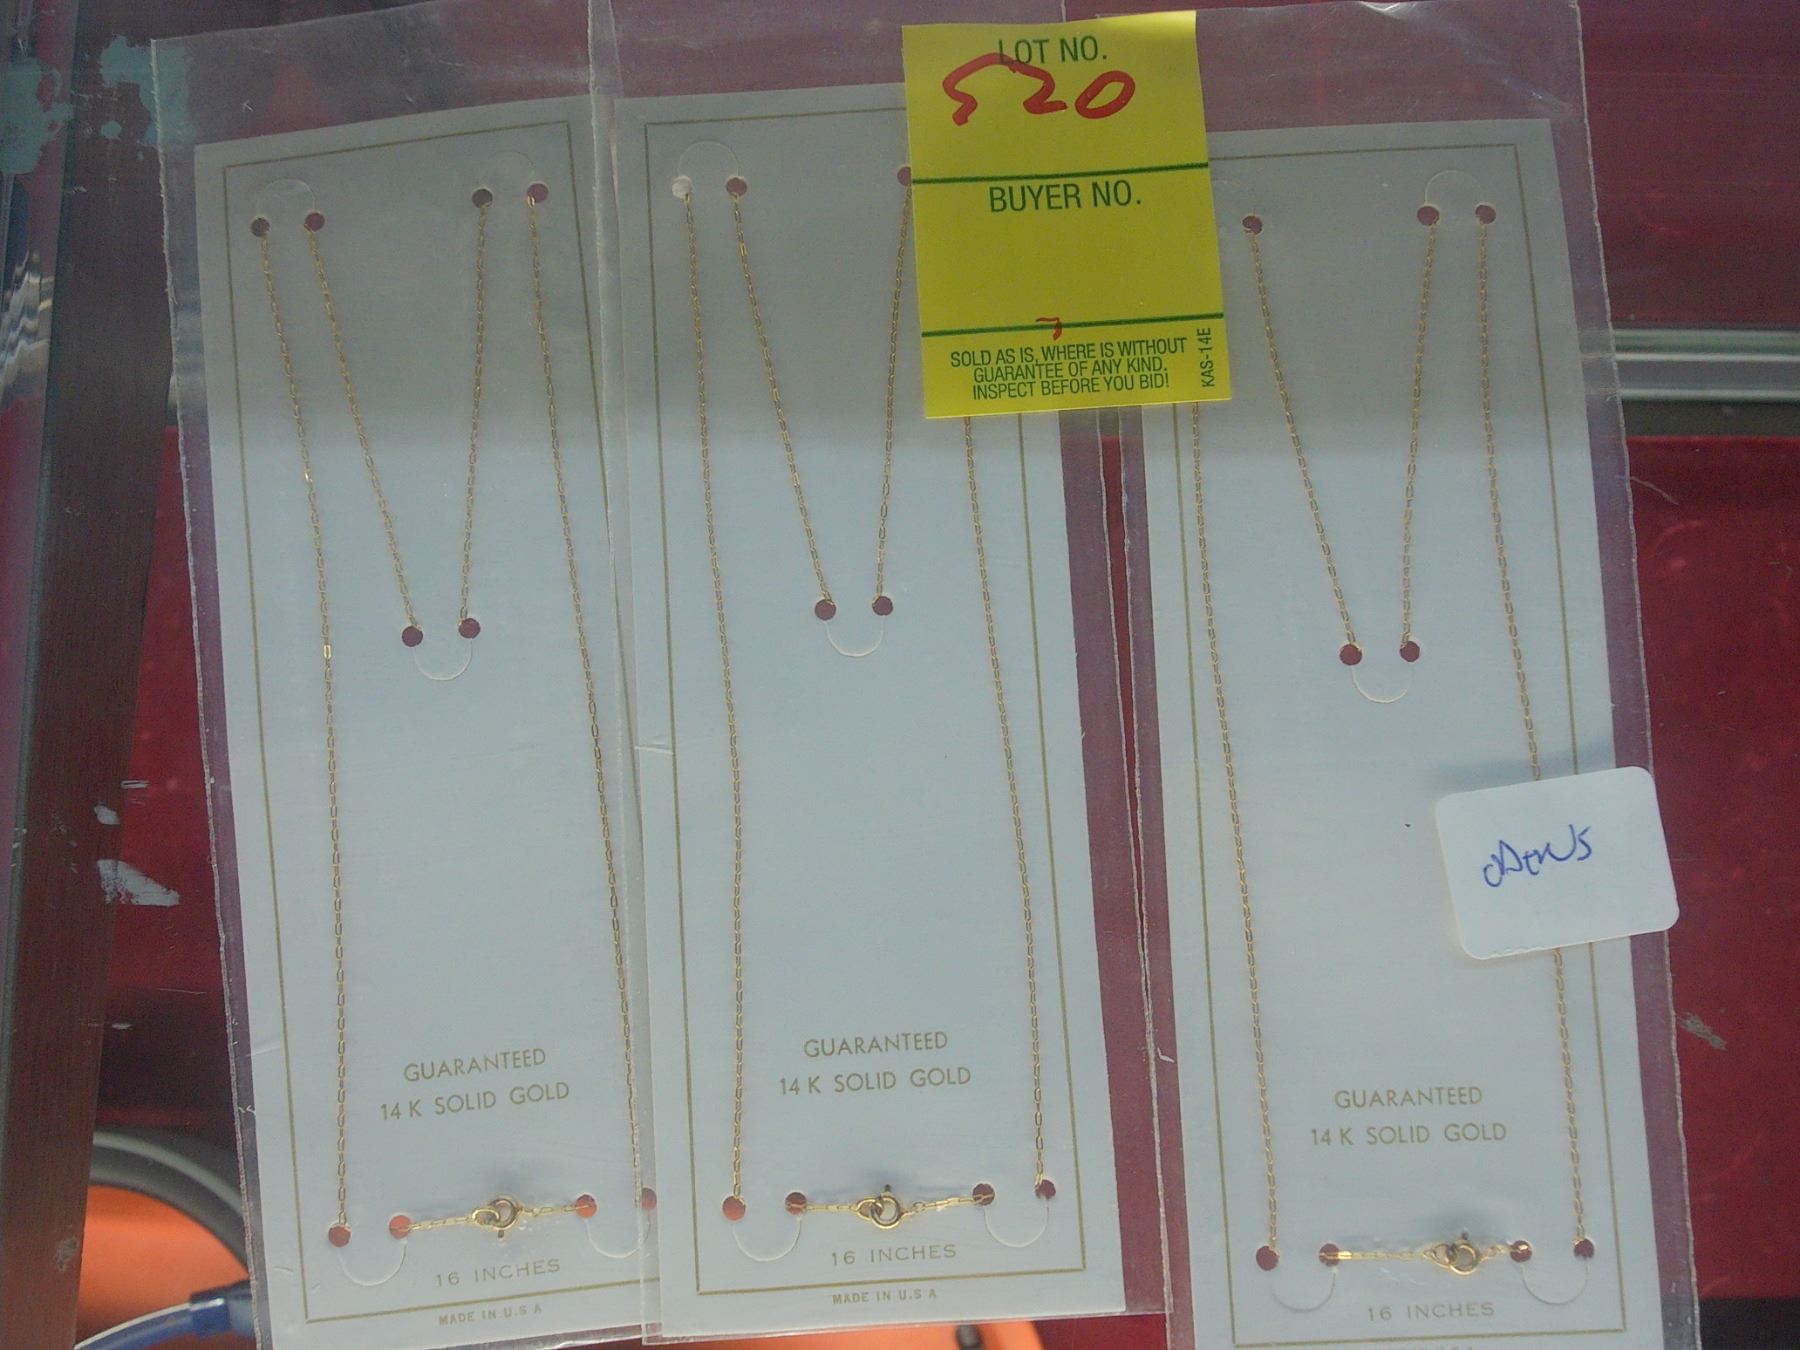 LOT NO.
520
BUYER NO.
SOLD AS IS, WHERE IS WITHOUT
GUARANTEE OF ANY KIND.
INSPECT BEFORE YOU BID!
KAS-14E
GUARANTEED
14 K SOLID GOLD
16 INCHES
MADE IN U.S A
GUARANTEED
14 K SOLID GOLD
16 INCHES
MADE IN U.S A
GUARANTEED
14 K SOLID GOLD
16 INCHES